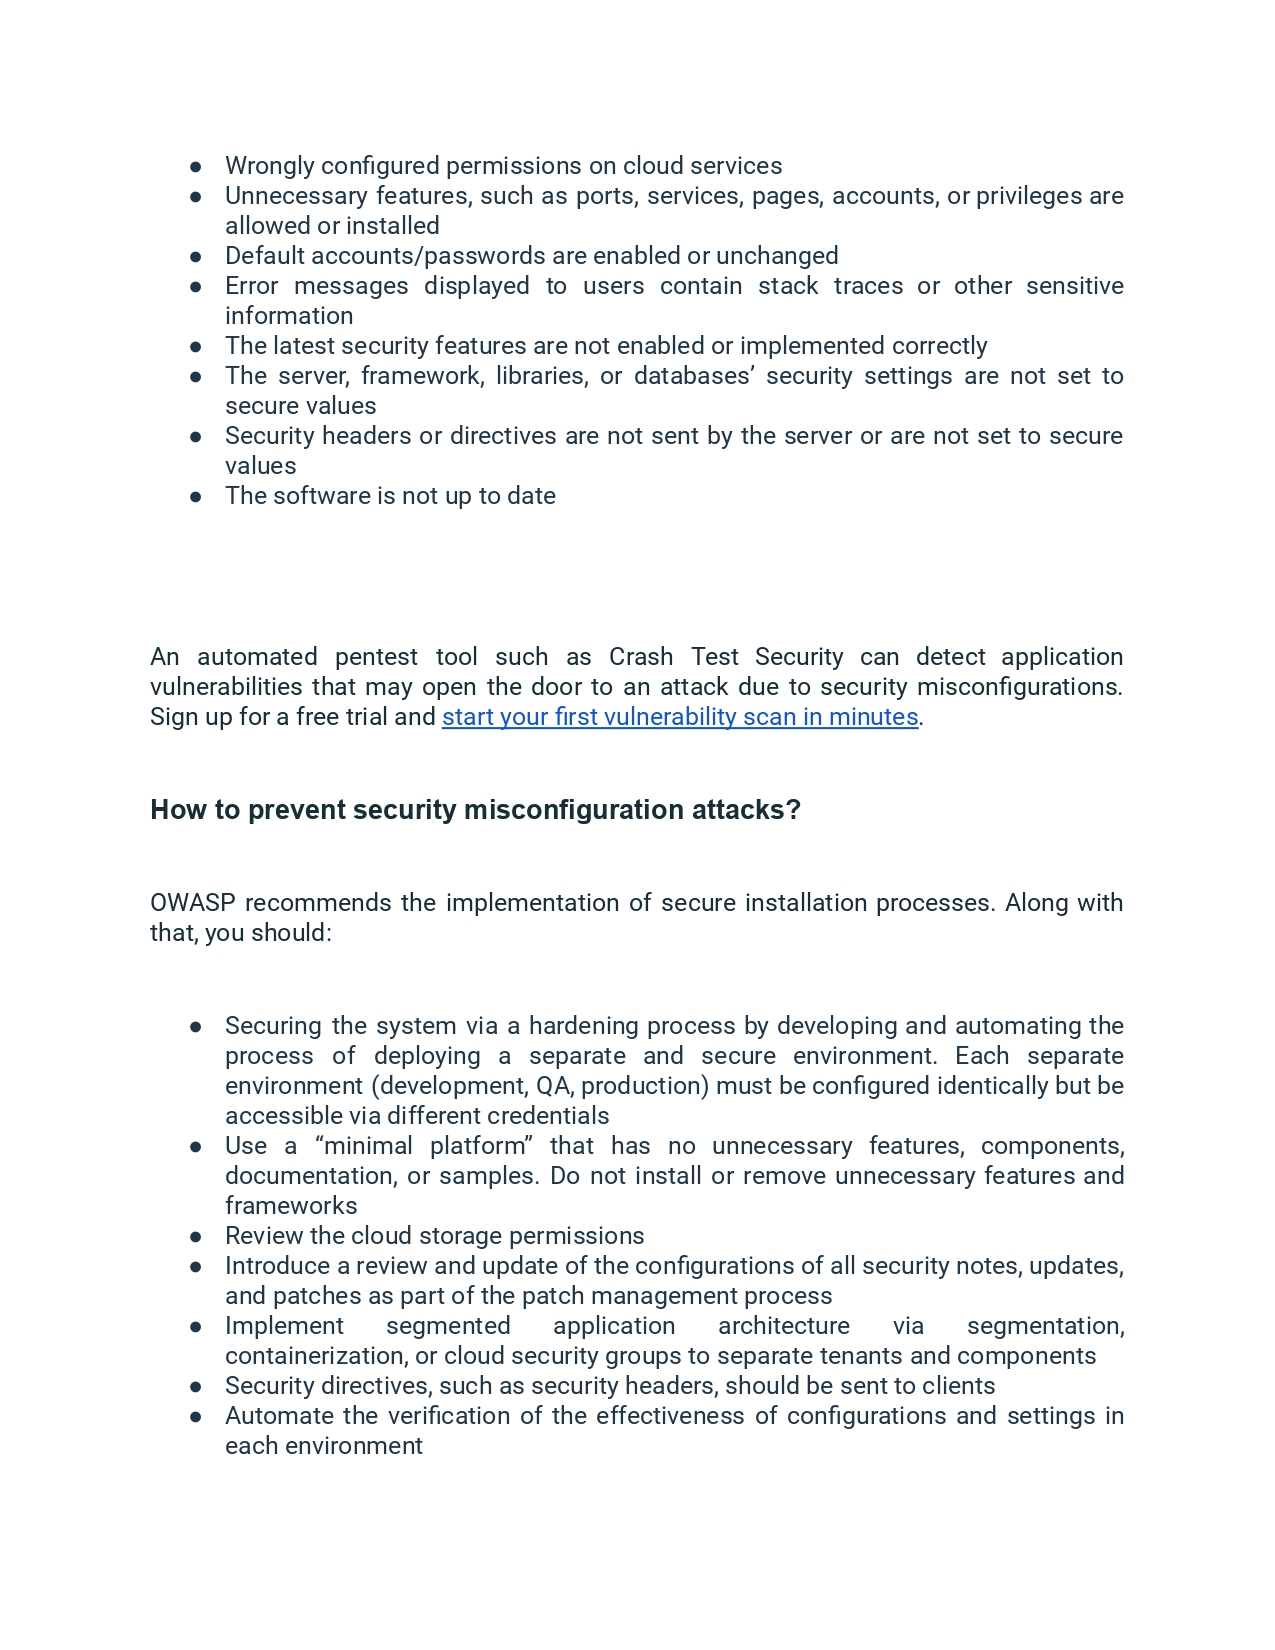 ● Wrongly configured permissions on cloud services
● Unnecessary features, such as ports, services, pages, accounts, or privileges are
allowed or installed
● Default accounts/passwords are enabled or unchanged
● Error messages displayed to users contain stack traces or other sensitive
information
● The latest security features are not enabled or implemented correctly
● The server, framework, libraries, or databases’ security settings are not set to
secure values
● Security headers or directives are not sent by the server or are not set to secure
values
● The software is not up to date
An automated pentest tool such as Crash Test Security can detect application
vulnerabilities that may open the door to an attack due to security misconfigurations.
Sign up for a free trial and start your first vulnerability scan in minutes.
How to prevent security misconfiguration attacks?
OWASP recommends the implementation of secure installation processes. Along with
that, you should:
● Securing the system via a hardening process by developing and automating the
process of deploying a separate and secure environment. Each separate
environment (development, QA, production) must be configured identically but be
accessible via different credentials
● Use a “minimal platform” that has no unnecessary features, components,
documentation, or samples. Do not install or remove unnecessary features and
frameworks
● Review the cloud storage permissions
● Introduce a review and update of the configurations of all security notes, updates,
and patches as part of the patch management process
● Implement segmented application architecture via segmentation,
containerization, or cloud security groups to separate tenants and components
● Security directives, such as security headers, should be sent to clients
● Automate the verification of the effectiveness of configurations and settings in
each environment